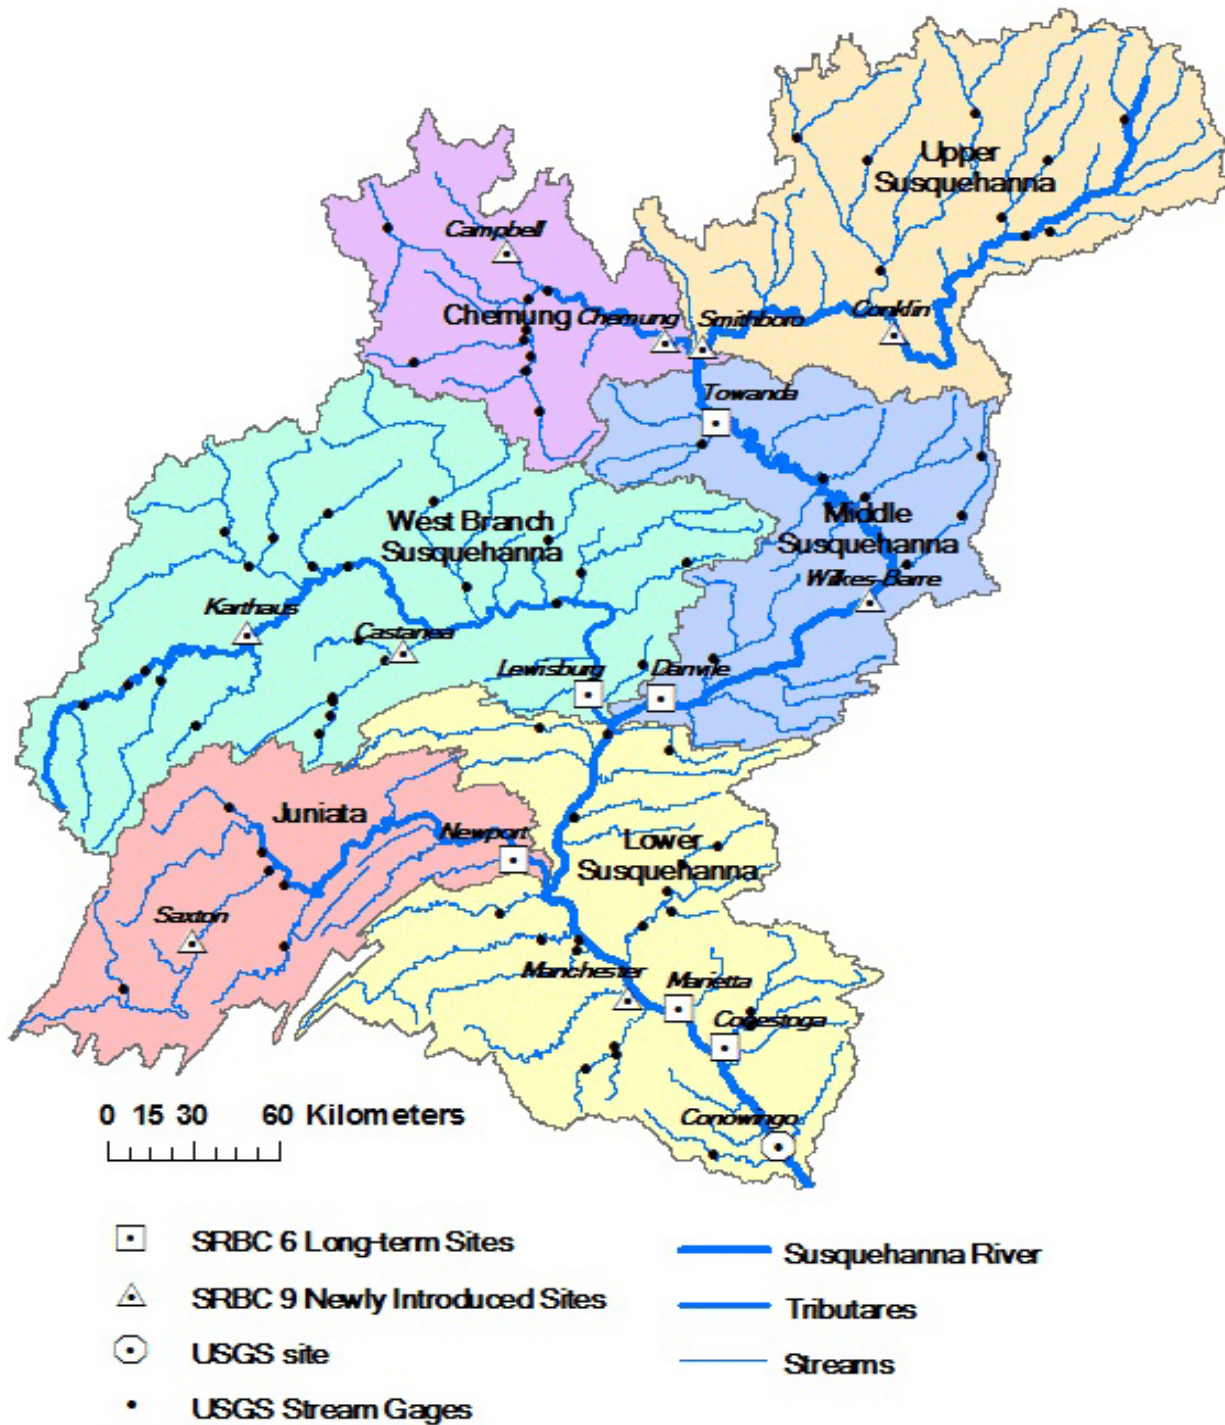 Upper
Susquehanna
Campbell
Chemung
Chemung
Smithboro
Conklin
Towanda
West Branch
Susquehanna
Middle
Susquehanna
Wilkes-Barre
Karthaus
Castanea
Lewisburg
Danville
Juniata
Newport
Lower
Susquehanna
Saxton
Manchester
Marietta
Conestoga
Conowingo
0 15 30 60 Kilometers
SRBC 6 Long-term Sites
SRBC 9 Newly Introduced Sites
USGS site
USGS Stream Gages
Susquehanna River
Tributares
Streams